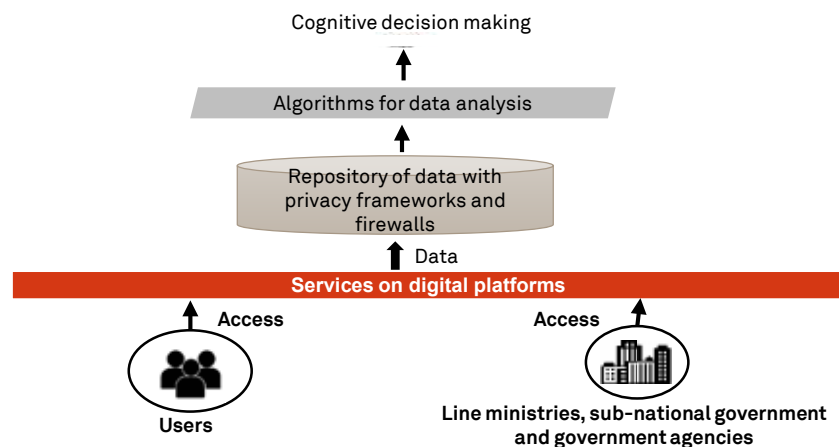 Cognitive decision making
Algorithms for data analysis
Repository of data with
privacy frameworks and
firewalls
Data
Services on digital platforms
Access
Access
Users
Line ministries, sub-national government
and government agencies